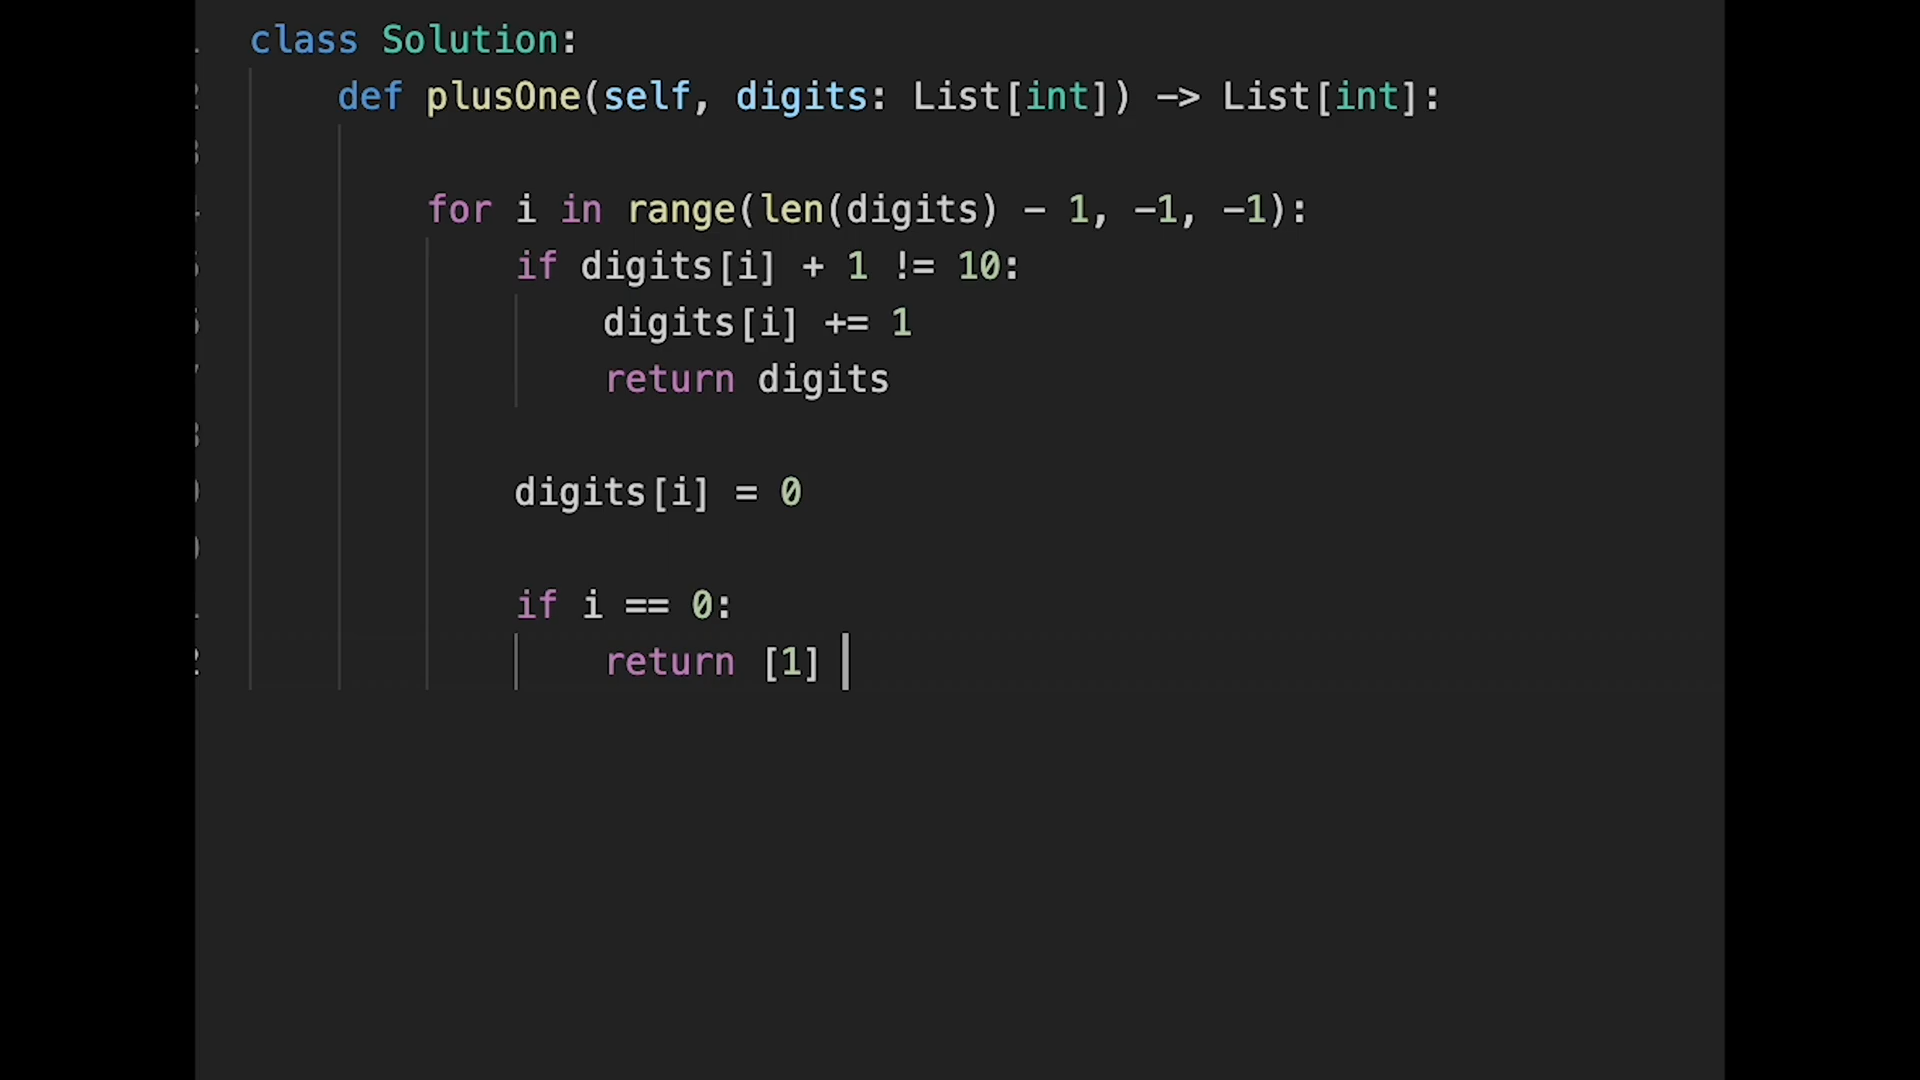 class Solution:
def plusOne(self, digits: List[int]) -> List[int]:
for i in range(len(digits) - 1, -1, -1):
if digits[i] + 1 != 10:
digits[i] += 1
return digits
digits[i] = 0
if i == 0:
return [1]